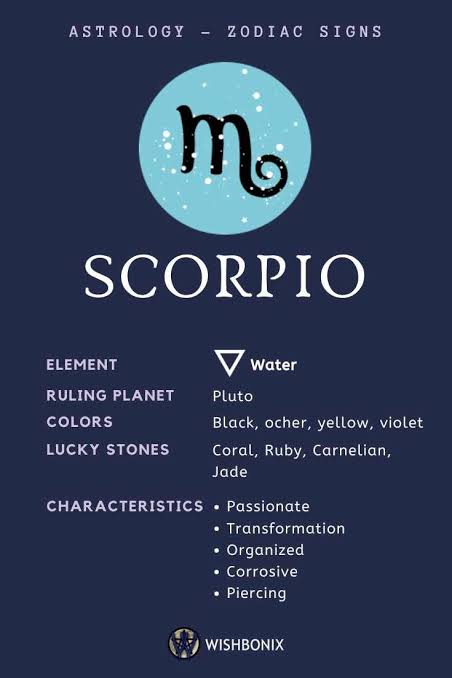 ASTROLOGY – ZODIAC SIGNS
SCORPIO
ELEMENT Water
RULING PLANET Pluto
COLORS Black, ocher, yellow, violet
LUCKY STONES Coral, Ruby, Carnelian,
Jade
CHARACTERISTICS • Passionate
• Transformation
• Organized
• Corrosive
• Piercing
WISHBONIX